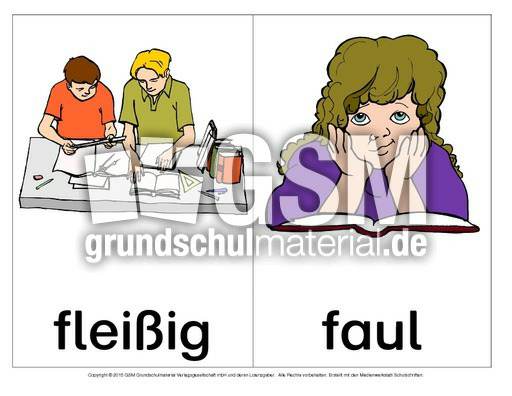 GSM
grundschulmaterial.de
fleißig
faul
Copyright © 2015 GSM Grundschulmaterial Verlagsgesellschaft mbH und deren Lizenzgeber. Alle Rechte vorbehalten. Erstellt mit den Medienwerkstatt Schulschriften.